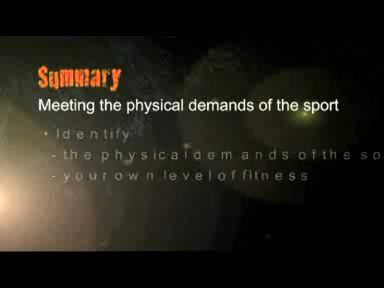 Summary
Meeting the physical demands of the sport
• Identify
- the physical demands of the so
- your own level of fitness